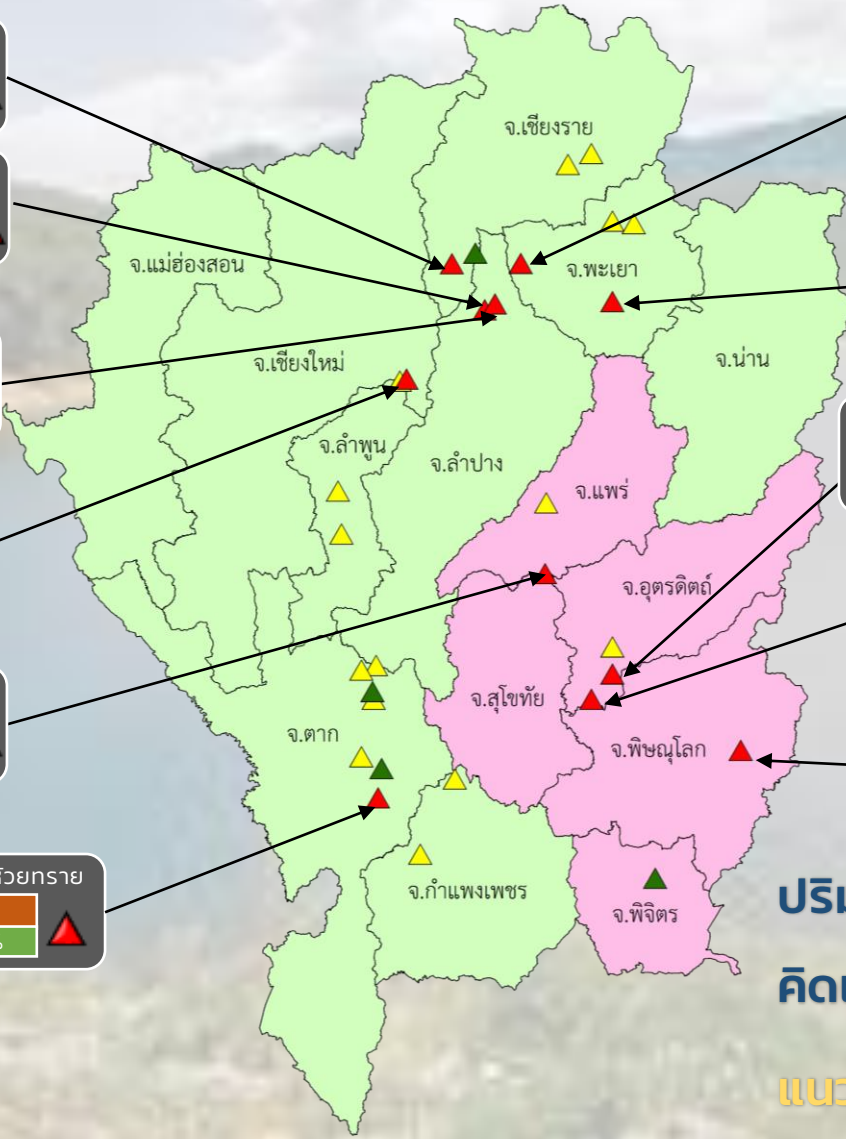 จ.เชียงราย
จ.แม่ฮ่องสอน
จ.พะเยา
จ.เชียงใหม่
จ.น่าน
จ.ลำพูน
จ.ลำปาง
จ.แพร่
จ.อุตรดิตถ์
จ.สุโขทัย
จ.ตาก
จ.พิษณุโลก
จ.กำแพงเพชร
จ.พิจิตร